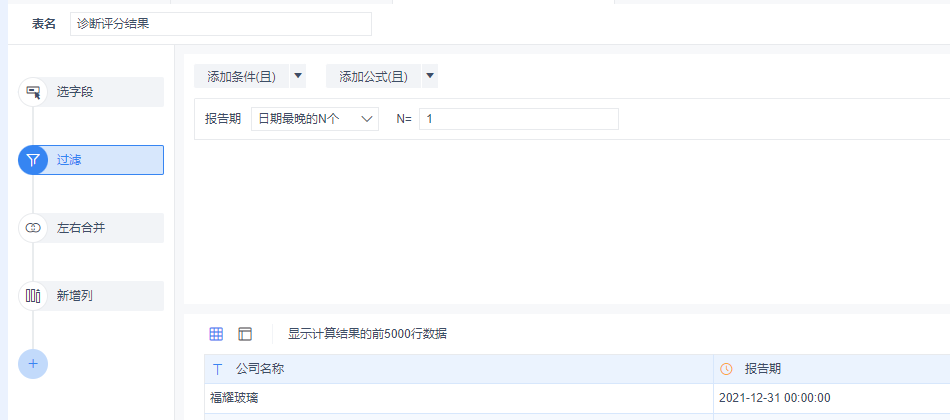 表名 诊断评分结果
选字段
过滤
左右合并
新增列
+
添加条件(且) 添加公式(且)
报告期 日期最晚的N个 N= 1
显示计算结果的前5000行数据
公司名称 报告期
福耀玻璃 2021-12-31 00:00:00